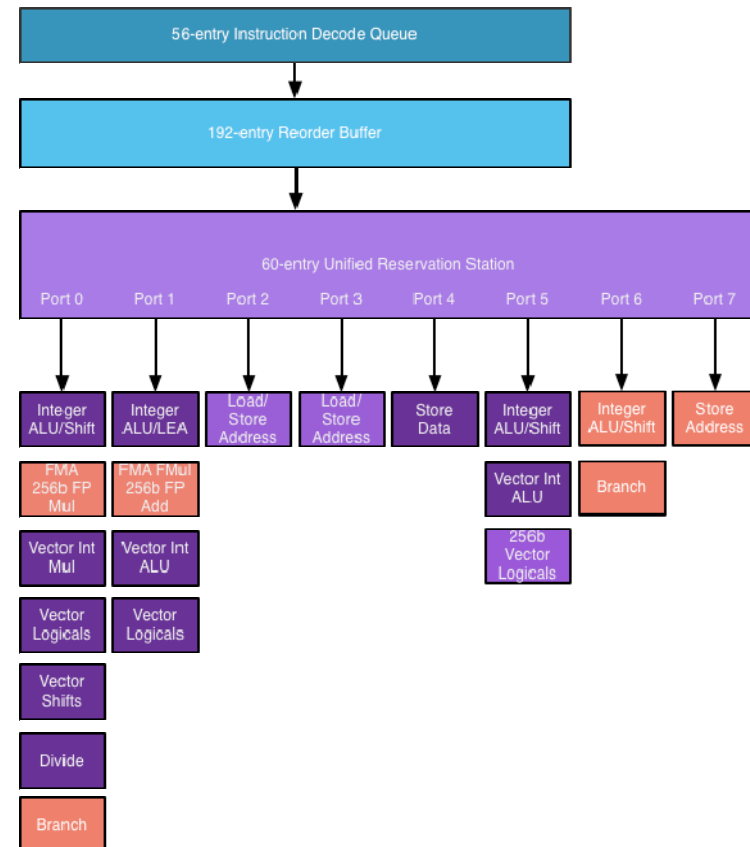 56-entry Instruction Decode Queue
192-entry Reorder Buffer
60-entry Unified Reservation Station
Port 0 Port 1 Port 2 Port 3 Port 4 Port 5 Port 6 Port 7
Integer
ALU/Shift
Integer
ALU/LEA
Load/
Store
Address
Load/
Store
Address
Store
Data
Integer
ALU/Shift
Integer
ALU/Shift
Store
Address
FMA
256b FP
Mul
FMA FMul
256b FP
Add
Vector Int
ALU
Branch
Vector Int
Mul
Vector Int
ALU
256b
Vector
Logicals
Vector
Logicals
Vector
Logicals
Vector
Shifts
Divide
Branch